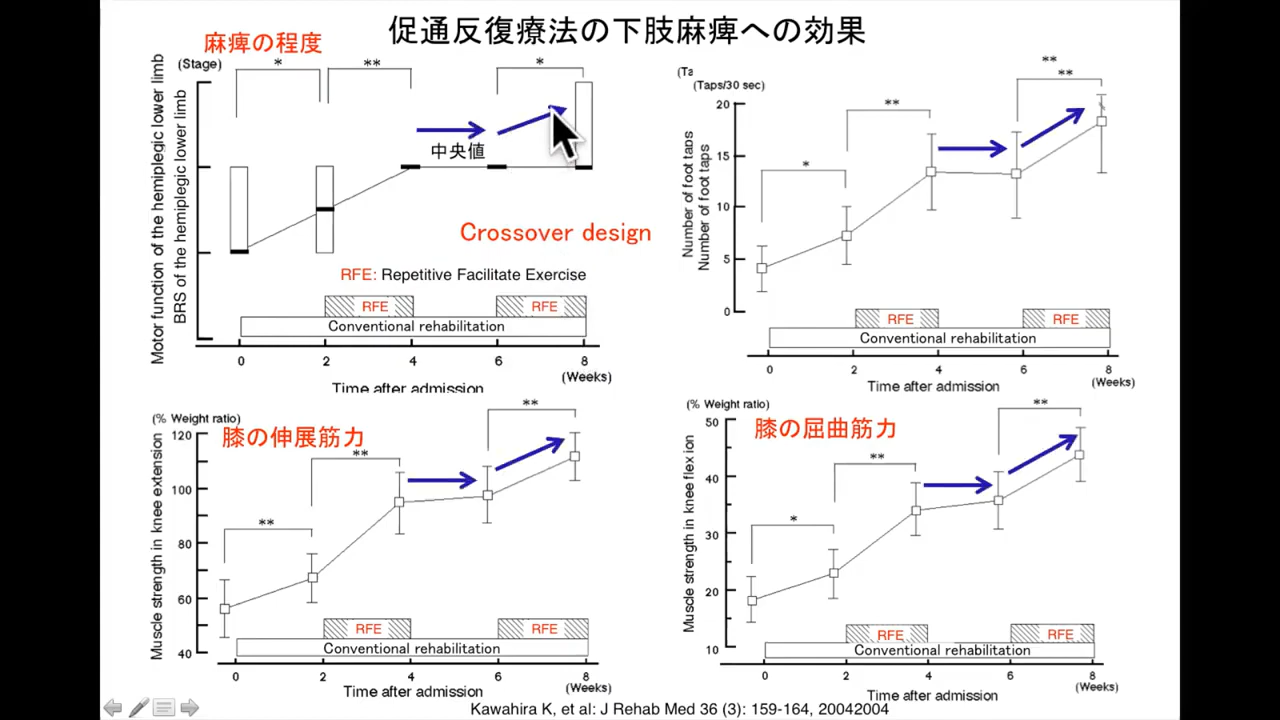 促通反復療法の下肢麻痺への効果
麻痺の程度
(Stage)
*
**
*
Motor function of the hemiplegic lower limb
BRS of the hemiplegic lower limb
中央値
Crossover design
RFE: Repetitive Facilitate Exercise
RFE
RFE
Conventional rehabilitation
0 2 4 6 8
(Weeks)
Time after admission
(Ta
(Taps/30 sec)
*
**
**
**
Number of foot taps
Number of foot taps
20
15
10
5
0
RFE
RFE
Conventional rehabilitation
0 2 4 6 8
Time after admission
(Weeks)
(% Weight ratio)
膝の伸展筋力
**
**
**
Muscle strength in knee extension
120
100
80
60
40
RFE
RFE
Conventional rehabilitation
0 2 4 6 8
Time after admission
(Weeks)
(% Weight ratio)
膝の屈曲筋力
*
**
**
Muscle strength in knee flex ion
50
40
30
20
10
RFE
RFE
Conventional rehabilitation
0 2 4 6 8
Time after admission
(Weeks)
Kawahira K, et al: J Rehab Med 36 (3): 159-164, 20042004